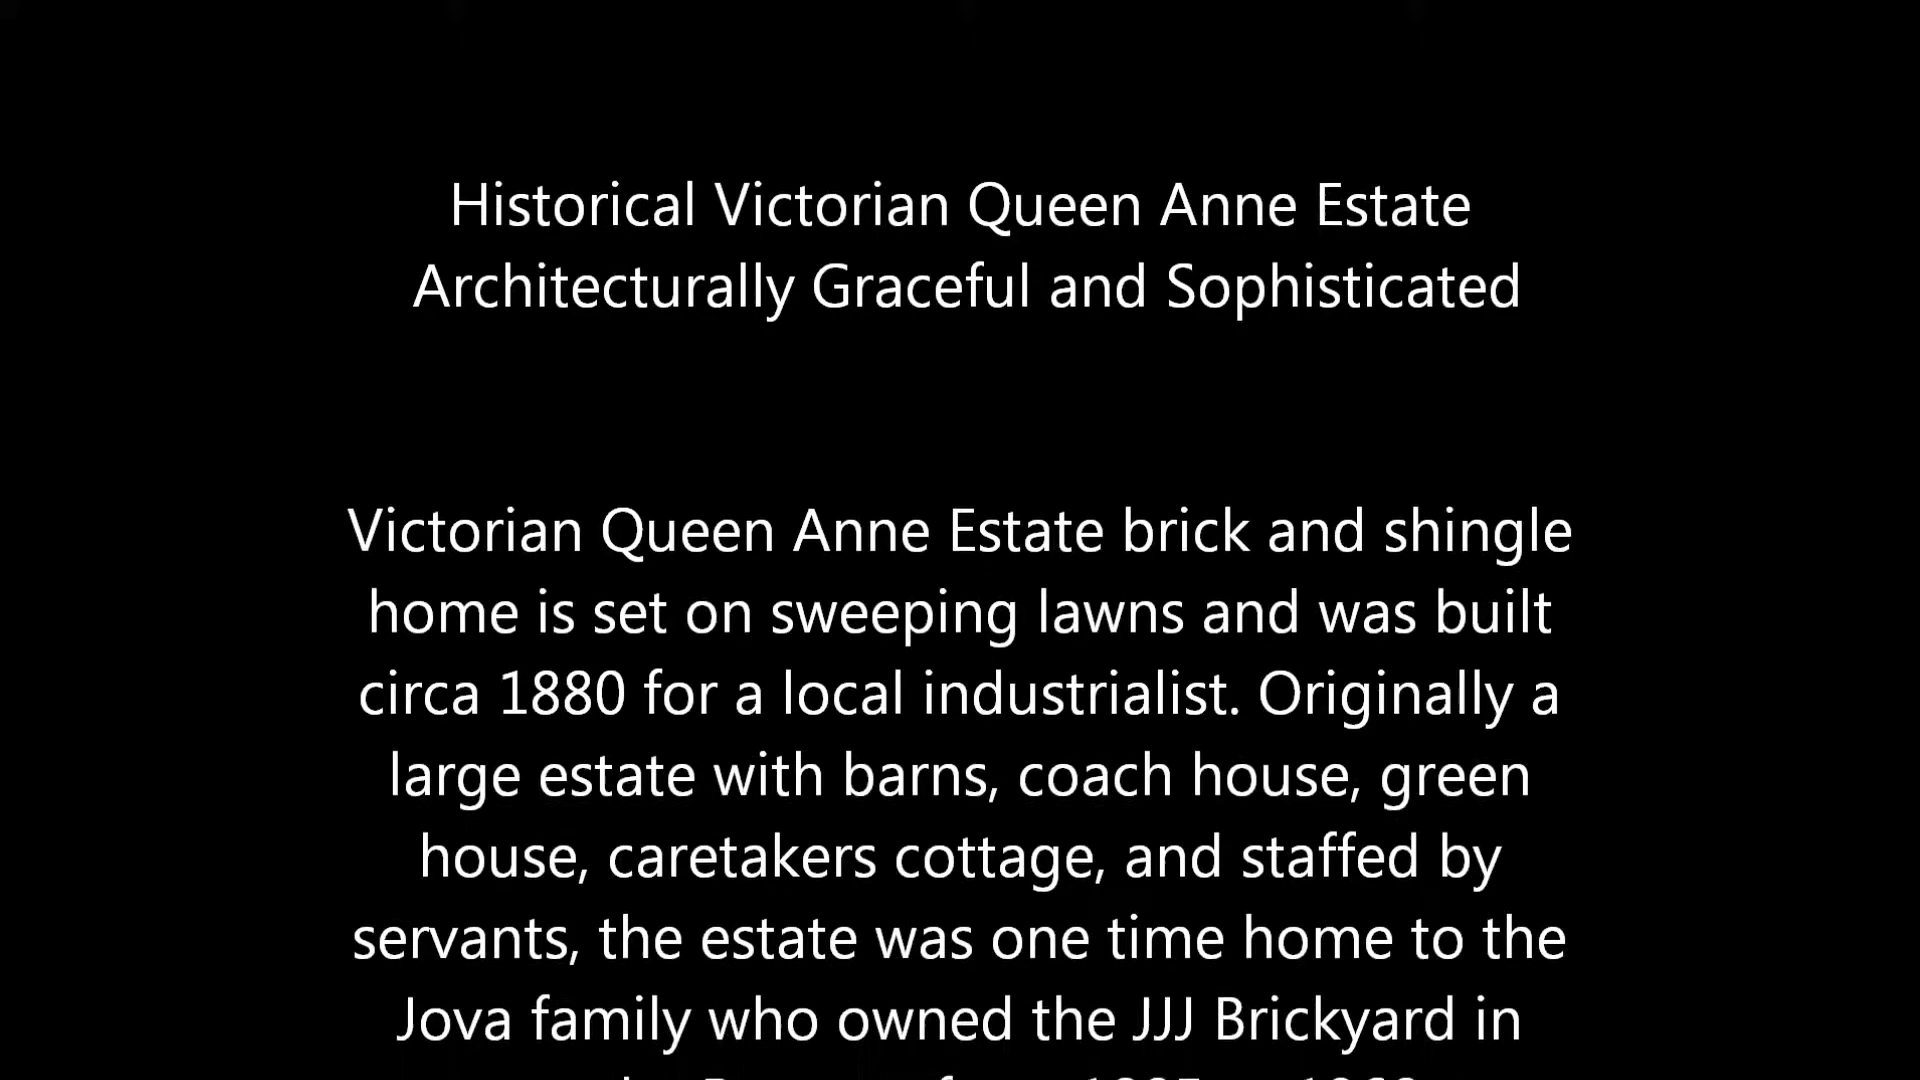 Historical Victorian Queen Anne Estate
Architecturally Graceful and Sophisticated
Victorian Queen Anne Estate brick and shingle
home is set on sweeping lawns and was built
circa 1880 for a local industrialist. Originally a
large estate with barns, coach house, green
house, caretakers cottage, and staffed by
servants, the estate was one time home to the
Jova family who owned the JJJ Brickyard in